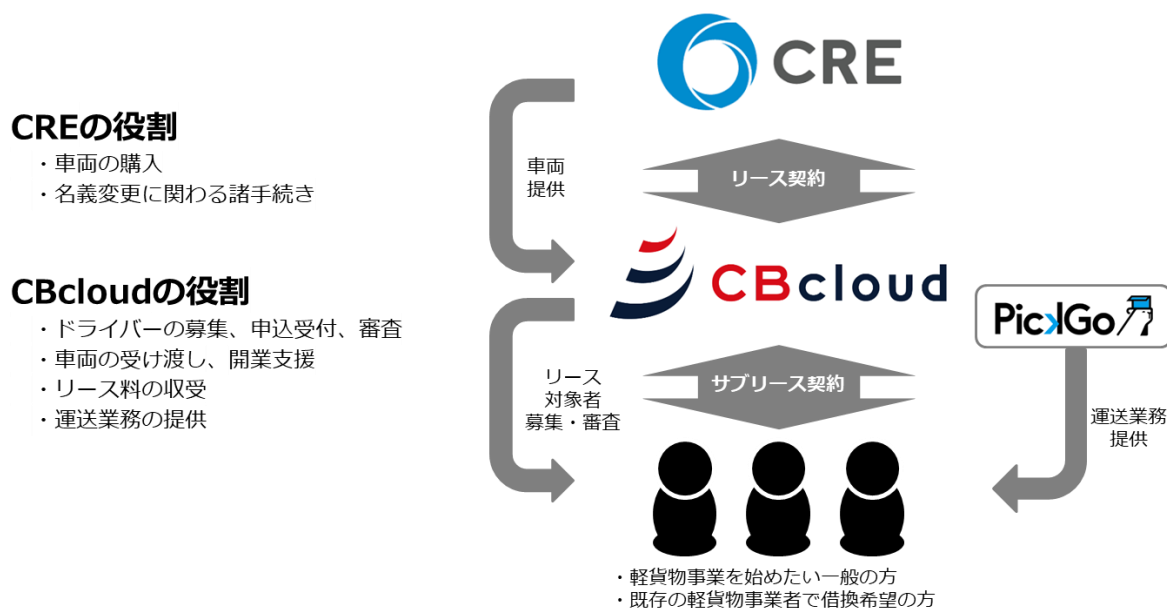 CRE
CREの役割
・車両の購入
・名義変更に関わる諸手続き
車両
提供
リース契約
CBcloud
CBcloudの役割
・ドライバーの募集、申込受付、審査
・車両の受け渡し、開業支援
・リース料の収受
・運送業務の提供
リース
対象者
募集・審査
サブリース契約
PickGo
運送業務
提供
・軽貨物事業を始めたい一般の方
・既存の軽貨物事業者で借換希望の方